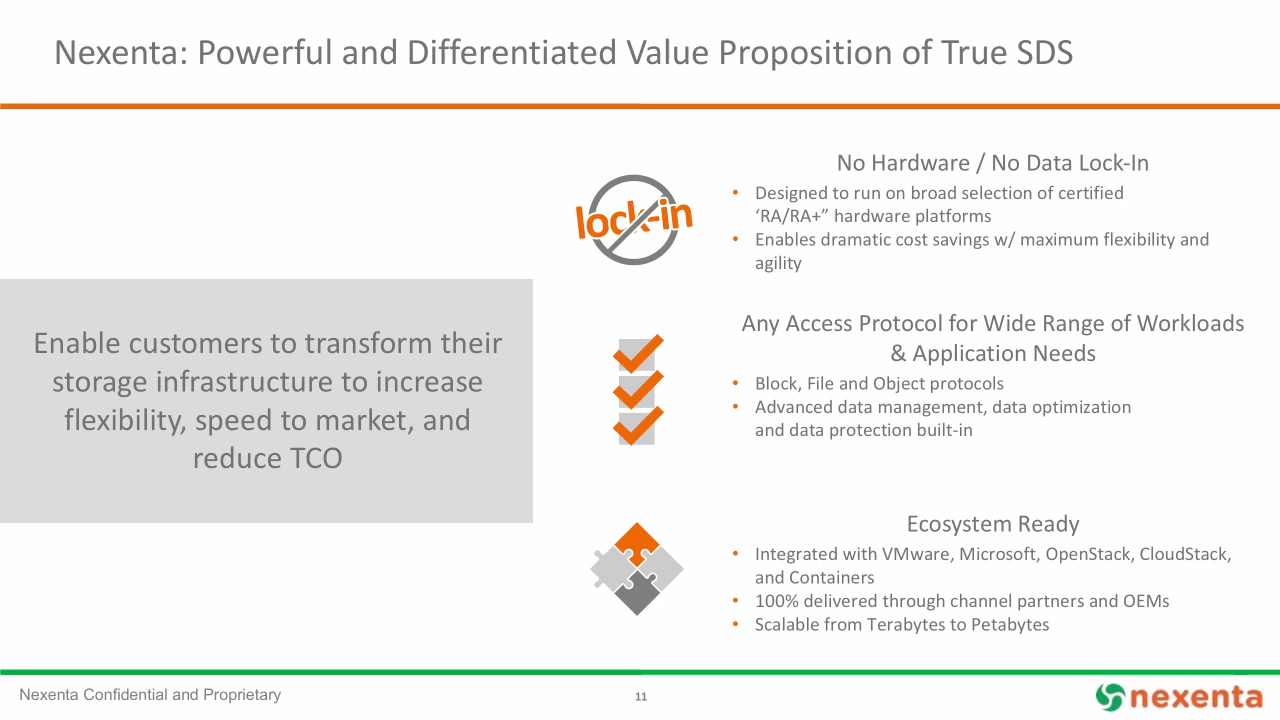 Nexenta: Powerful and Differentiated Value Proposition of True SDS
Enable customers to transform their
storage infrastructure to increase
flexibility, speed to market, and
reduce TCO
lock-in
No Hardware / No Data Lock-In
• Designed to run on broad selection of certified
‘RA/RA+” hardware platforms
• Enables dramatic cost savings w/ maximum flexibility and
agility
Any Access Protocol for Wide Range of Workloads
& Application Needs
• Block, File and Object protocols
• Advanced data management, data optimization
and data protection built-in
Ecosystem Ready
• Integrated with VMware, Microsoft, OpenStack, CloudStack,
and Containers
• 100% delivered through channel partners and OEMs
• Scalable from Terabytes to Petabytes
Nexenta Confidential and Proprietary
11
nexenta